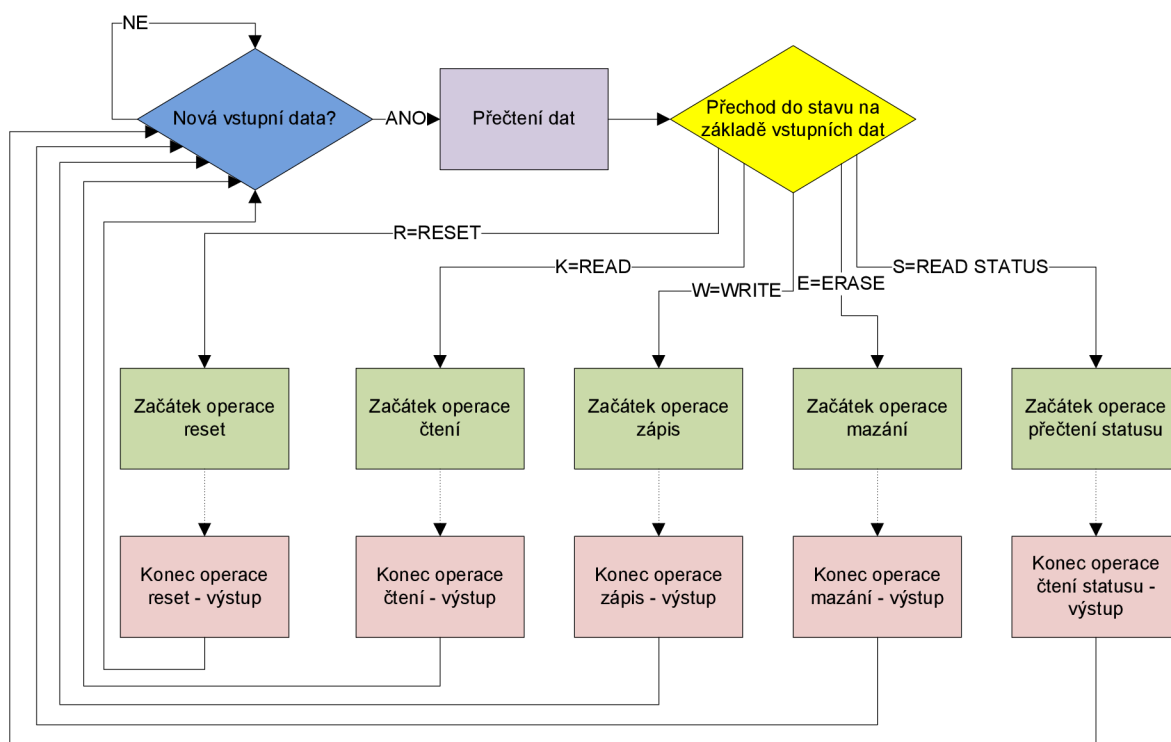 NE
Nová vstupní data?
ANO
Přečtení dat
Přechod do stavu na
základě vstupních dat
R=RESET
K=READ
W=WRITE
E=ERASE
S=READ STATUS
Začátek operace
reset
Začátek operace
čtení
Začátek operace
zápis
Začátek operace
mazání
Začátek operace
přečtení statusu
Konec operace
reset - výstup
Konec operace
čtení - výstup
Konec operace
zápis - výstup
Konec operace
mazání - výstup
Konec operace
čtení statusu -
výstup